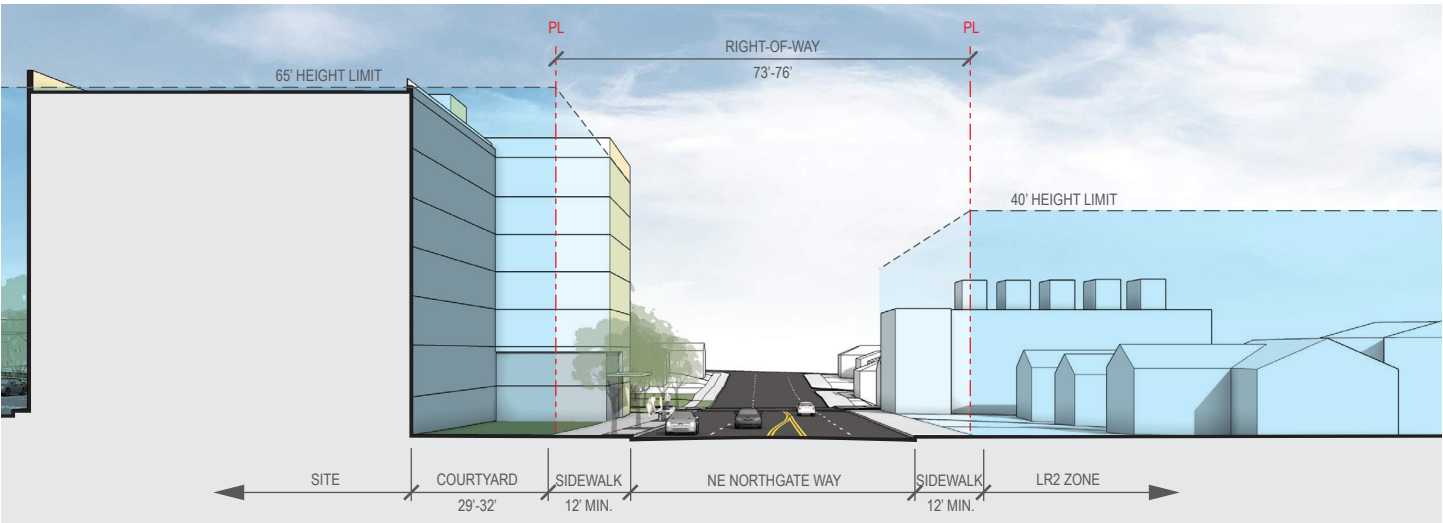 PL
PL
RIGHT-OF-WAY
73'-76'
65' HEIGHT LIMIT
40' HEIGHT LIMIT
SITE
COURTYARD
SIDEWALK
NE NORTHGATE WAY
SIDEWALK
LR2 ZONE
29'-32'
12' MIN.
12' MIN.